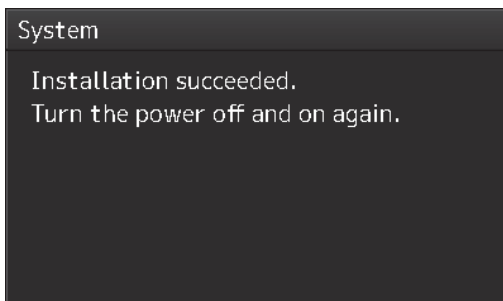 System
Installation succeeded.
Turn the power off and on again.